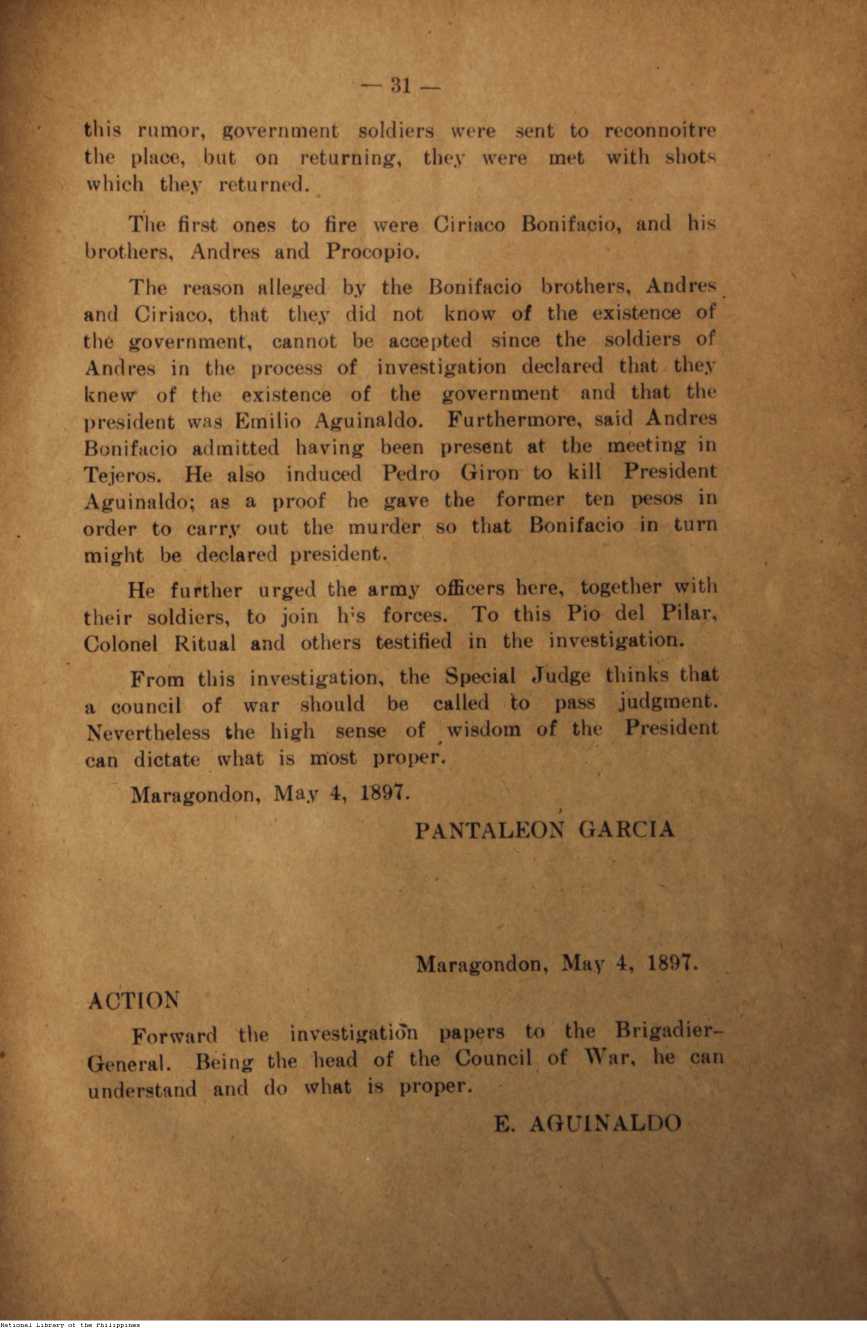 — 31 —
this rumor, government soldiers were sent to reconnoitre
the place, but on returning, they were met with shots
which they returned.
The first ones to fire were Ciriaco Bonifacio, and his
brothers, Andres and Procopio.
The reason alleged by the Bonifacio brothers, Andres
and Ciriaco, that they did not know of the existence of
the government, cannot be accepted since the soldiers of
Andres in the process of investigation declared that they
knew of the existence of the government and that the
president was Emilio Aguinaldo. Furthermore, said Andres
Bonifacio admitted having been present at the meeting in
Tejeros. He also induced Pedro Giron to kill President
Aguinaldo; as a proof he gave the former ten pesos in
order to carry out the murder so that Bonifacio in turn
might be declared president.
He further urged the army officers here, together with
their soldiers, to join his forces. To this Pio del Pilar,
Colonel Ritual and others testified in the investigation.
From this investigation, the Special Judge thinks that
a council of war should be called to pass judgment.
Nevertheless the high sense of wisdom of the President
can dictate what is most proper.
Maragondon, May 4, 1897.
PANTALEON GARCIA
Maragondon, May 4, 1897.
ACTION
Forward the investigation papers to the Brigadier-
General. Being the head of the Council of War, he can
understand and do what is proper.
E. AGUINALDO
National Library of the Philippines